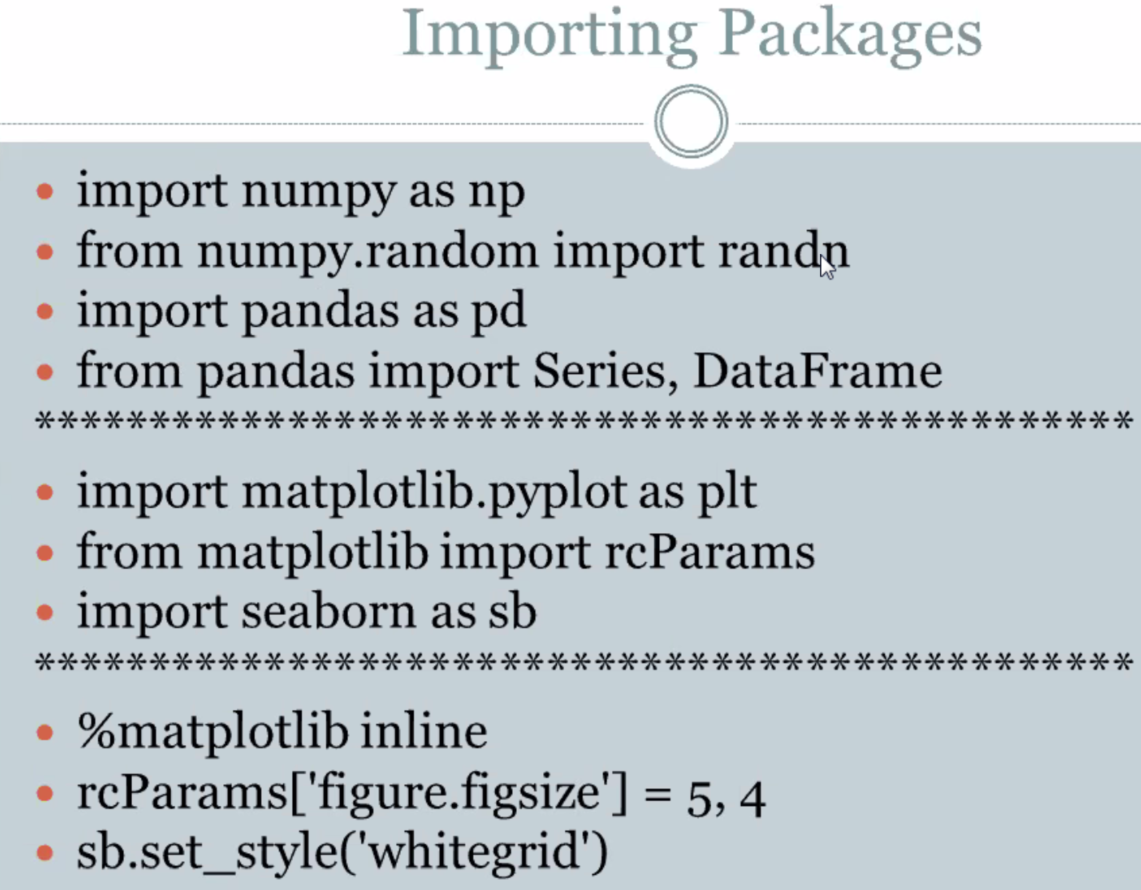 Importing Packages
• import numpy as np
• from numpy.random import randn
• import pandas as pd
• from pandas import Series, DataFrame
************************************************
• import matplotlib.pyplot as plt
• from matplotlib import rcParams
• import seaborn as sb
************************************************
• %matplotlib inline
• rcParams['figure.figsize'] = 5, 4
• sb.set_style('whitegrid')